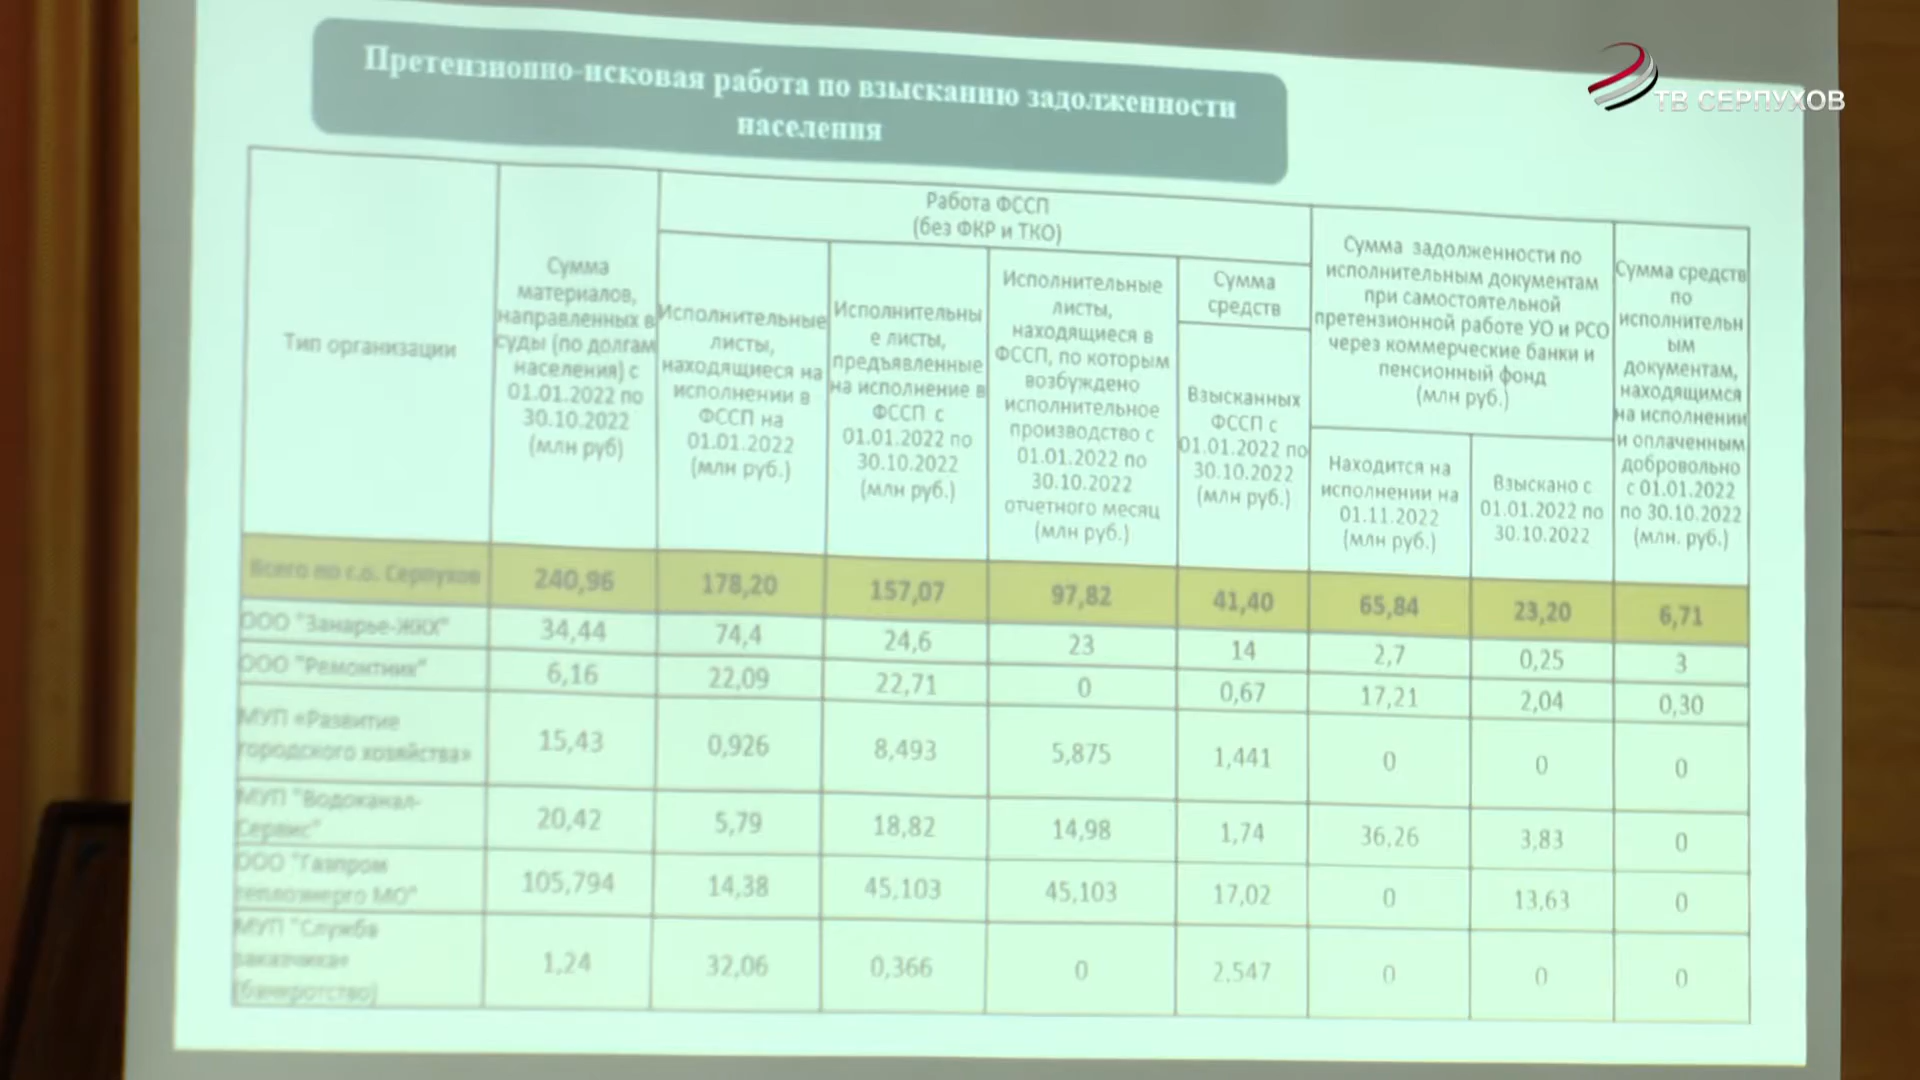 Претензионно-исковая работа по взысканию задолженности
населения
ТВ СЕРПУХОВ
Тип организации
Сумма
материалов,
направленных в
суды (по долгам
населения) с
01.01.2022 по
30.10.2022
(млн руб)
Работа ФССП
(без ФКР и ТКО)
Исполнительные
листы,
находящиеся на
исполнении в
ФССП на
01.01.2022
(млн руб.)
Исполнительны
е листы,
предъявленные
на исполнение в
ФССП с
01.01.2022 по
30.10.2022
(млн руб.)
Исполнительные
листы,
находящиеся в
ФССП, по которым
возбуждено
исполнительное
производство с
01.01.2022 по
30.10.2022
отчетного месяц
(млн руб.)
Сумма
средств
Взысканных
ФССП с
01.01.2022 по
30.10.2022
(млн руб.)
Сумма задолженности по
исполнительным документам
при самостоятельной
претензионной работе УО и РСО
через коммерческие банки и
пенсионный фонд
(млн руб.)
Находится на
исполнении на
01.11.2022
(млн руб.)
Взыскано с
01.01.2022 по
30.10.2022
Сумма средств
по
исполнительн
ым
документам,
находящимся
на исполнении
и оплаченным
добровольно
с 01.01.2022
по 30.10.2022
(млн. руб.)
Всего по г.о. Серпухов 240,96 178,20 157,07 97,82 41,40 65,84 23,20 6,71
ООО "Занарье-ЖКХ" 34,44 74,4 24,6 23 14 2,7 0,25 3
ООО "Ремонтник" 6,16 22,09 22,71 0 0,67 17,21 2,04 0,30
МУП «Развитие
городского хозяйства» 15,43 0,926 8,493 5,875 1,441 0 0 0
МУП "Водоканал-
Сервис" 20,42 5,79 18,82 14,98 1,74 36,26 3,83 0
ООО "Газпром
теплоэнерго МО" 105,794 14,38 45,103 45,103 17,02 0 13,63 0
МУП "Служба
заказчика"
(банкротство) 1,24 32,06 0,366 0 2,547 0 0 0